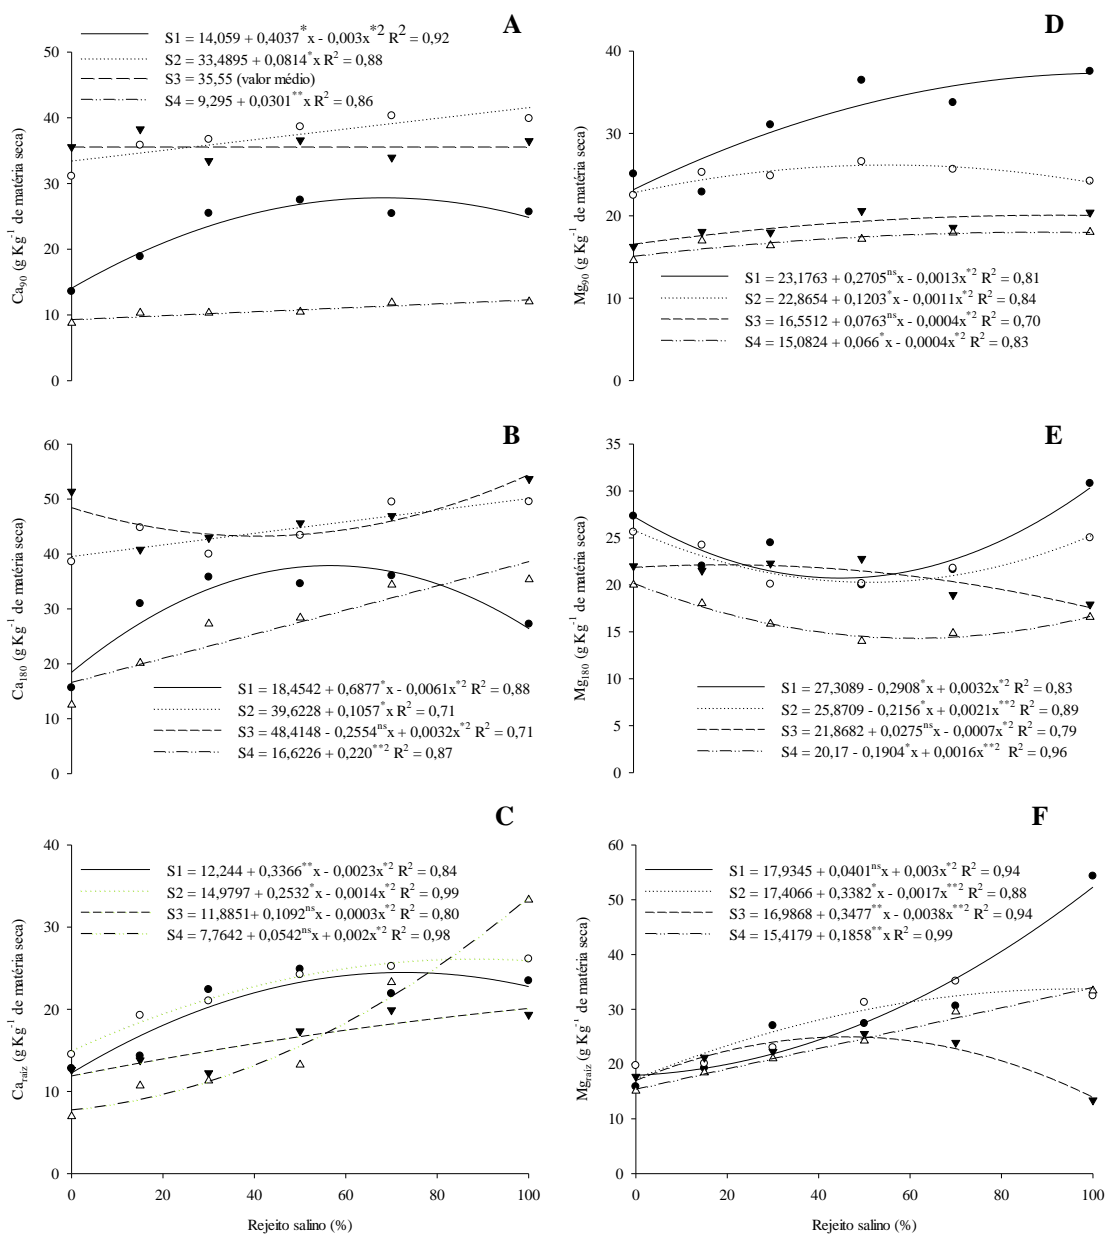 A
S1 = 14,059 + 0,4037*x - 0,003x*² R² = 0,92
S2 = 33,4895 + 0,0814*x R² = 0,88
S3 = 35,55 (valor médio)
S4 = 9,295 + 0,0301**x R² = 0,86
50
40
30
20
10
0
Ca90 (g Kg⁻¹ de matéria seca)
D
40
30
20
10
0
Mg90 (g Kg⁻¹ de matéria seca)
S1 = 23,1763 + 0,2705ⁿˢx - 0,0013x*² R² = 0,81
S2 = 22,8654 + 0,1203*x - 0,0011x*² R² = 0,84
S3 = 16,5512 + 0,0763ⁿˢx - 0,0004x*² R² = 0,70
S4 = 15,0824 + 0,066*x - 0,0004x*² R² = 0,83
B
60
50
40
30
20
10
0
Ca180 (g Kg⁻¹ de matéria seca)
S1 = 18,4542 + 0,6877*x - 0,0061x*² R² = 0,88
S2 = 39,6228 + 0,1057*x R² = 0,71
S3 = 48,4148 - 0,2554ⁿˢx + 0,0032x*² R² = 0,71
S4 = 16,6226 + 0,220**² R² = 0,87
E
35
30
25
20
15
10
5
0
Mg180 (g Kg⁻¹ de matéria seca)
S1 = 27,3089 - 0,2908*x + 0,0032x*² R² = 0,83
S2 = 25,8709 - 0,2156*x + 0,0021x**² R² = 0,89
S3 = 21,8682 + 0,0275ⁿˢx - 0,0007x*² R² = 0,79
S4 = 20,17 - 0,1904*x + 0,0016x**² R² = 0,96
C
S1 = 12,244 + 0,3366**x - 0,0023x*² R² = 0,84
S2 = 14,9797 + 0,2532*x - 0,0014x*² R² = 0,99
S3 = 11,8851+ 0,1092ⁿˢx - 0,0003x*² R² = 0,80
S4 = 7,7642 + 0,0542ⁿˢx + 0,002x*² R² = 0,98
40
30
20
10
0
Caraiz (g Kg⁻¹ de matéria seca)
0 20 40 60 80 100
Rejeito salino (%)
F
S1 = 17,9345 + 0,0401ⁿˢx + 0,003x*² R² = 0,94
S2 = 17,4066 + 0,3382*x - 0,0017x**² R² = 0,88
S3 = 16,9868 + 0,3477**x - 0,0038x**² R² = 0,94
S4 = 15,4179 + 0,1858**x R² = 0,99
60
50
40
30
20
10
0
Mgraiz (g Kg⁻¹ de matéria seca)
0 20 40 60 80 100
Rejeito salino (%)